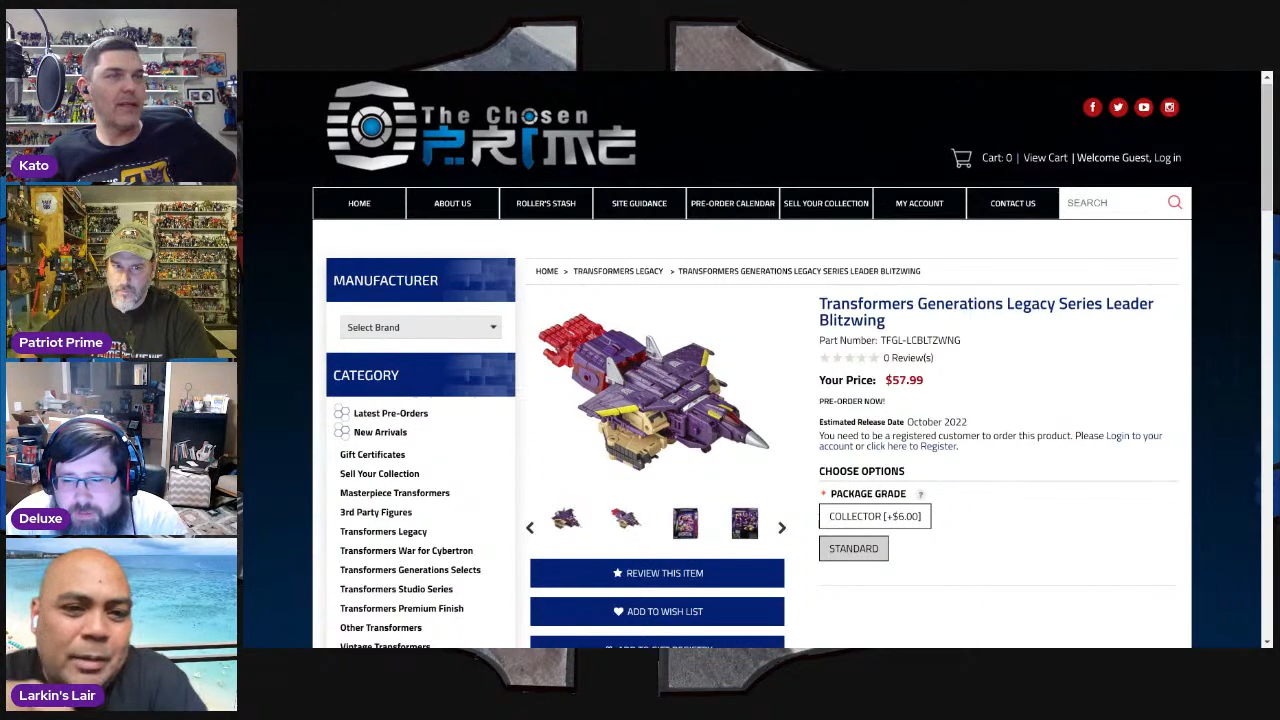 Kato
Patriot Prime
Deluxe
Larkin's Lair
The Chosen
PRIME
Cart: 0 | View Cart | Welcome Guest, Log in
HOME
ABOUT US
ROLLER'S STASH
SITE GUIDANCE
PRE-ORDER CALENDAR
SELL YOUR COLLECTION
MY ACCOUNT
CONTACT US
SEARCH
MANUFACTURER
Select Brand
CATEGORY
Latest Pre-Orders
New Arrivals
Gift Certificates
Sell Your Collection
Masterpiece Transformers
3rd Party Figures
Transformers Legacy
Transformers War for Cybertron
Transformers Generations Selects
Transformers Studio Series
Transformers Premium Finish
Other Transformers
Vintage Transformers
HOME > TRANSFORMERS LEGACY > TRANSFORMERS GENERATIONS LEGACY SERIES LEADER BLITZWING
REVIEW THIS ITEM
ADD TO WISH LIST
ADD TO GIFT REGISTRY
Transformers Generations Legacy Series Leader
Blitzwing
Part Number: TFGL-LCBLTZWNG
0 Review(s)
Your Price: $57.99
PRE-ORDER NOW!
Estimated Release Date October 2022
You need to be a registered customer to order this product. Please Login to your
account or click here to Register.
CHOOSE OPTIONS
* PACKAGE GRADE ?
COLLECTOR [+$6.00]
STANDARD